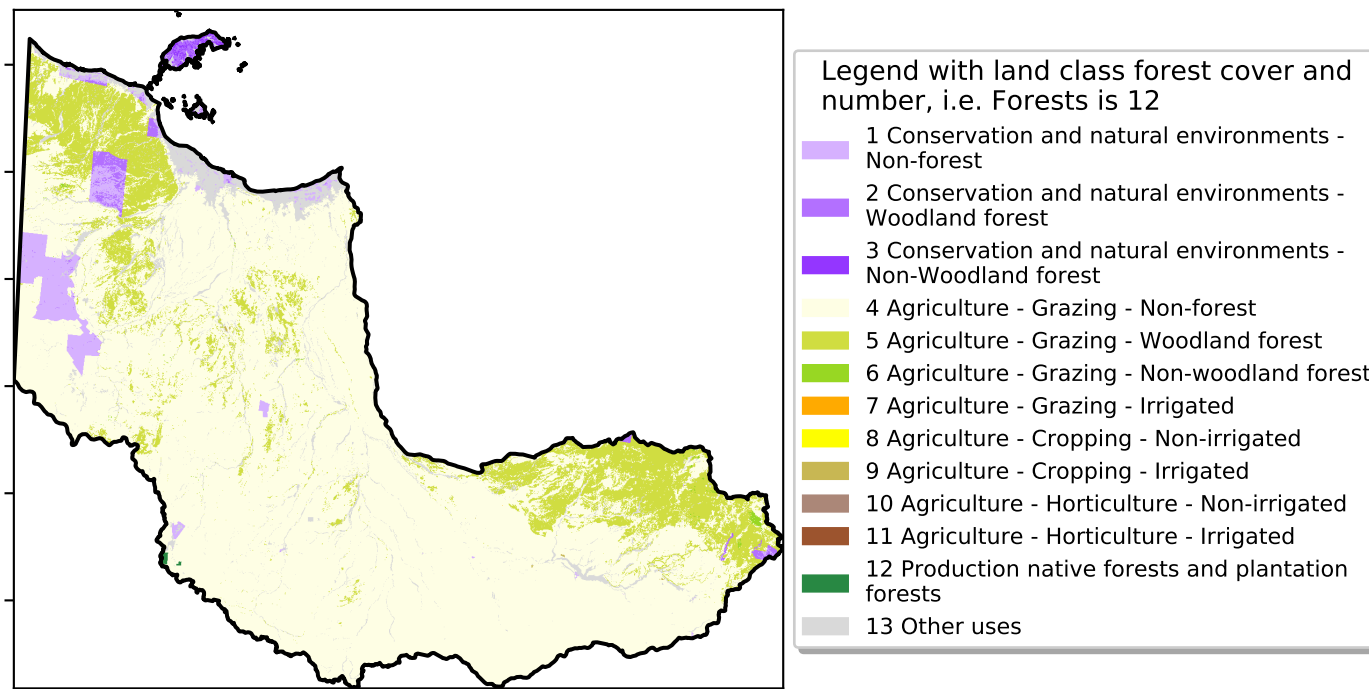 Legend with land class forest cover and
number, i.e. Forests is 12
1 Conservation and natural environments -
Non-forest
2 Conservation and natural environments -
Woodland forest
3 Conservation and natural environments -
Non-Woodland forest
4 Agriculture - Grazing - Non-forest
5 Agriculture - Grazing - Woodland forest
6 Agriculture - Grazing - Non-woodland forest
7 Agriculture - Grazing - Irrigated
8 Agriculture - Cropping - Non-irrigated
9 Agriculture - Cropping - Irrigated
10 Agriculture - Horticulture - Non-irrigated
11 Agriculture - Horticulture - Irrigated
12 Production native forests and plantation
forests
13 Other uses